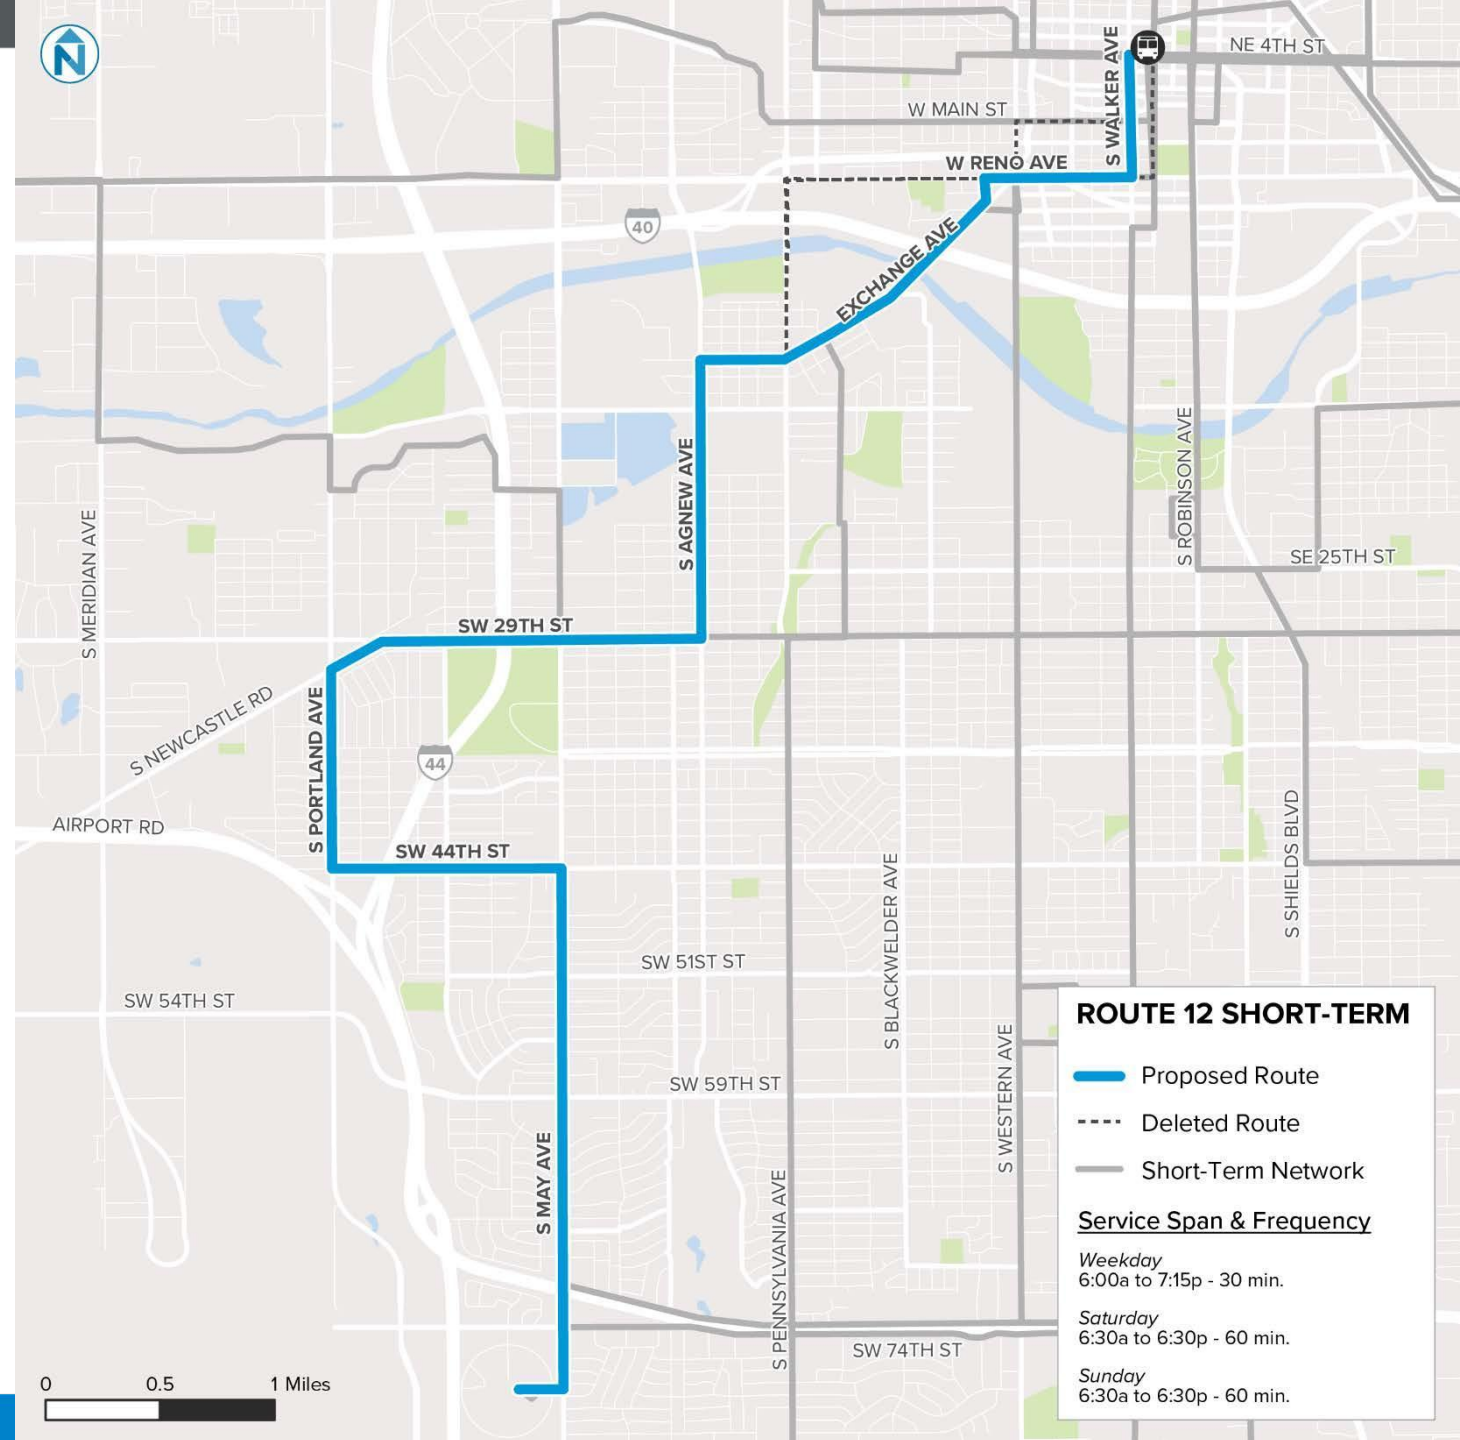 N
NE 4TH ST
S WALKER AVE
W MAIN ST
W RENO AVE
40
EXCHANGE AVE
S AGNEW AVE
S ROBINSON AVE
S MERIDIAN AVE
SE 25TH ST
SW 29TH ST
S NEWCASTLE RD
S PORTLAND AVE
44
AIRPORT RD
SW 44TH ST
S SHIELDS BLVD
S BLACKWELDER AVE
SW 51ST ST
SW 54TH ST
S WESTERN AVE
SW 59TH ST
S MAY AVE
S PENNSYLVANIA AVE
SW 74TH ST
0 0.5 1 Miles
ROUTE 12 SHORT-TERM
Proposed Route
Deleted Route
Short-Term Network
Service Span & Frequency
Weekday
6:00a to 7:15p - 30 min.
Saturday
6:30a to 6:30p - 60 min.
Sunday
6:30a to 6:30p - 60 min.